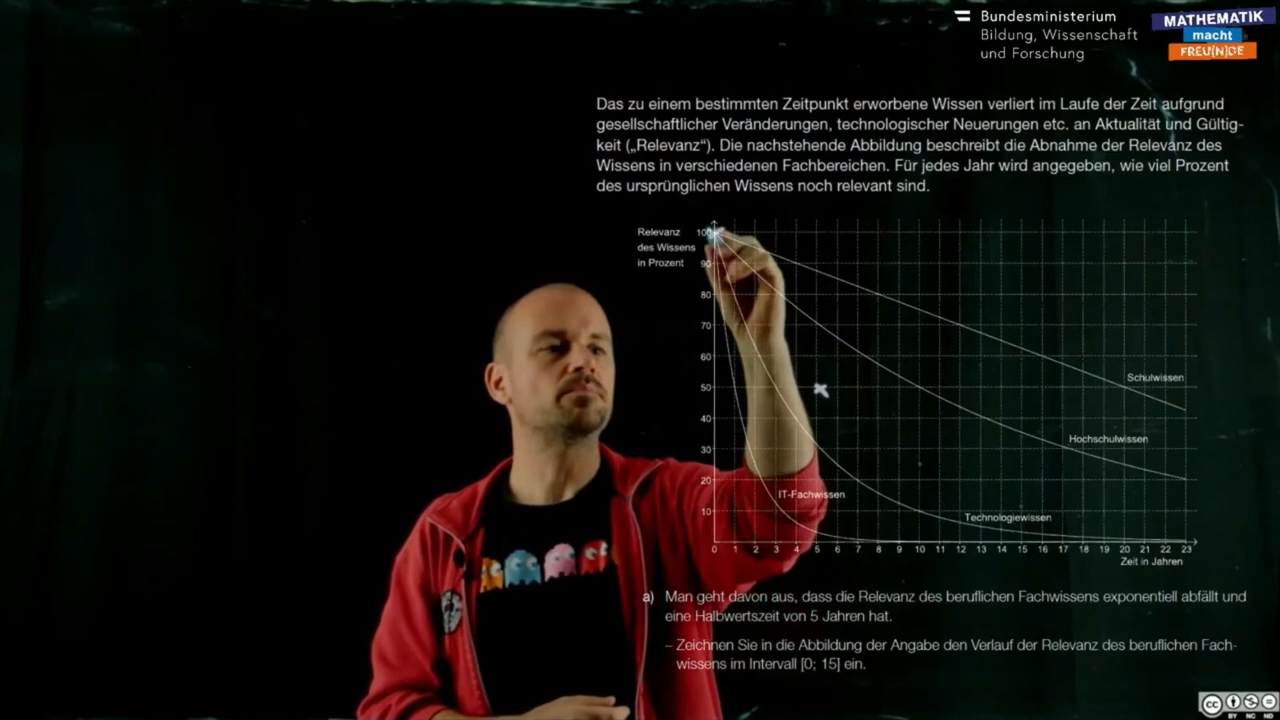 Bundesministerium
Bildung, Wissenschaft
und Forschung
MATHEMATIK
macht
FREU(N)DE
Das zu einem bestimmten Zeitpunkt erworbene Wissen verliert im Laufe der Zeit aufgrund
gesellschaftlicher Veränderungen, technologischer Neuerungen etc. an Aktualität und Gültig-
keit („Relevanz“). Die nachstehende Abbildung beschreibt die Abnahme der Relevanz des
Wissens in verschiedenen Fachbereichen. Für jedes Jahr wird angegeben, wie viel Prozent
des ursprünglichen Wissens noch relevant sind.
Relevanz
des Wissens
in Prozent
100
90
80
70
60
50
40
30
20
10
Schulwissen
Hochschulwissen
IT-Fachwissen
Technologiewissen
0 1 2 3 4 5 6 7 8 9 10 11 12 13 14 15 16 17 18 19 20 21 22 23
Zeit in Jahren
a) Man geht davon aus, dass die Relevanz des beruflichen Fachwissens exponentiell abfällt und
eine Halbwertszeit von 5 Jahren hat.
– Zeichnen Sie in die Abbildung der Angabe den Verlauf der Relevanz des beruflichen Fach-
wissens im Intervall [0; 15] ein.
cc
BY NC ND